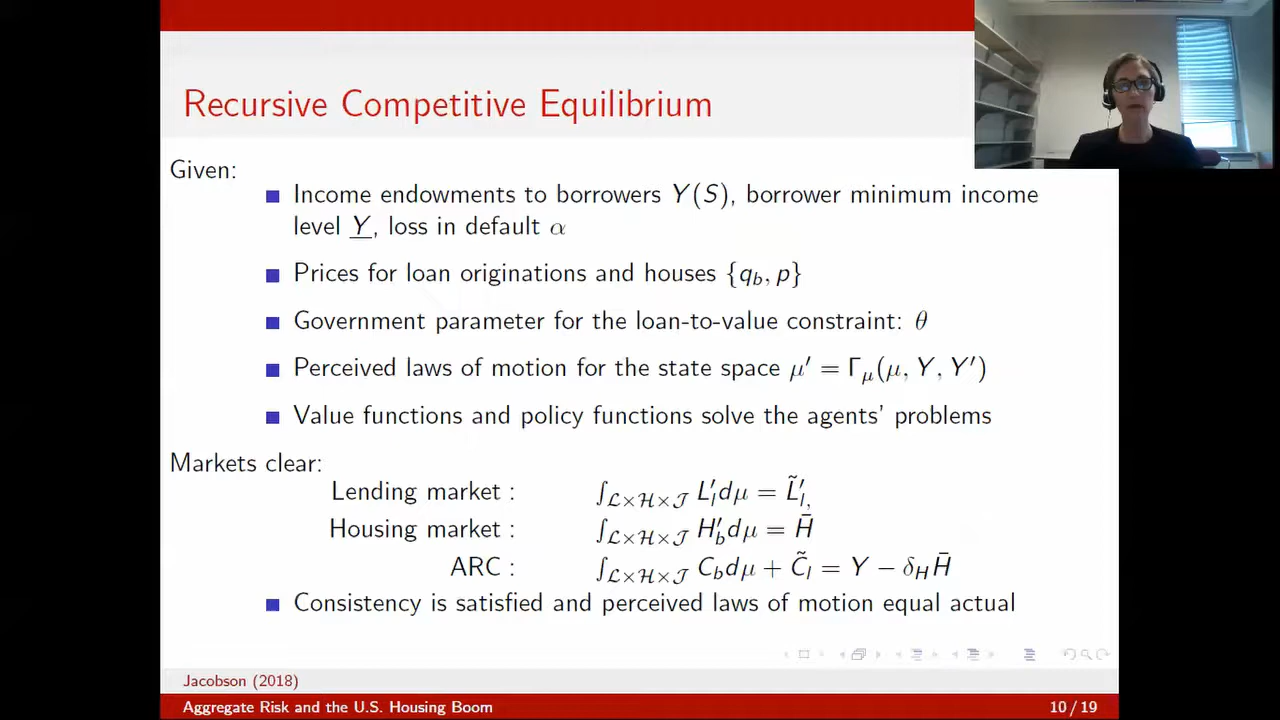 Recursive Competitive Equilibrium
Given:
Income endowments to borrowers Y(S), borrower minimum income
level Y̲, loss in default α
Prices for loan originations and houses {q_b, p}
Government parameter for the loan-to-value constraint: θ
Perceived laws of motion for the state space μ′ = Γ_μ(μ, Y, Y′)
Value functions and policy functions solve the agents' problems
Markets clear:
Lending market : ∫_{ℒ×ℋ×𝒥} L′_l dμ = L̃′_{l,}
Housing market : ∫_{ℒ×ℋ×𝒥} H′_b dμ = H̄
ARC : ∫_{ℒ×ℋ×𝒥} C_b dμ + C̃_l = Y − δ_H H̄
Consistency is satisfied and perceived laws of motion equal actual
Jacobson (2018)
Aggregate Risk and the U.S. Housing Boom 10 / 19